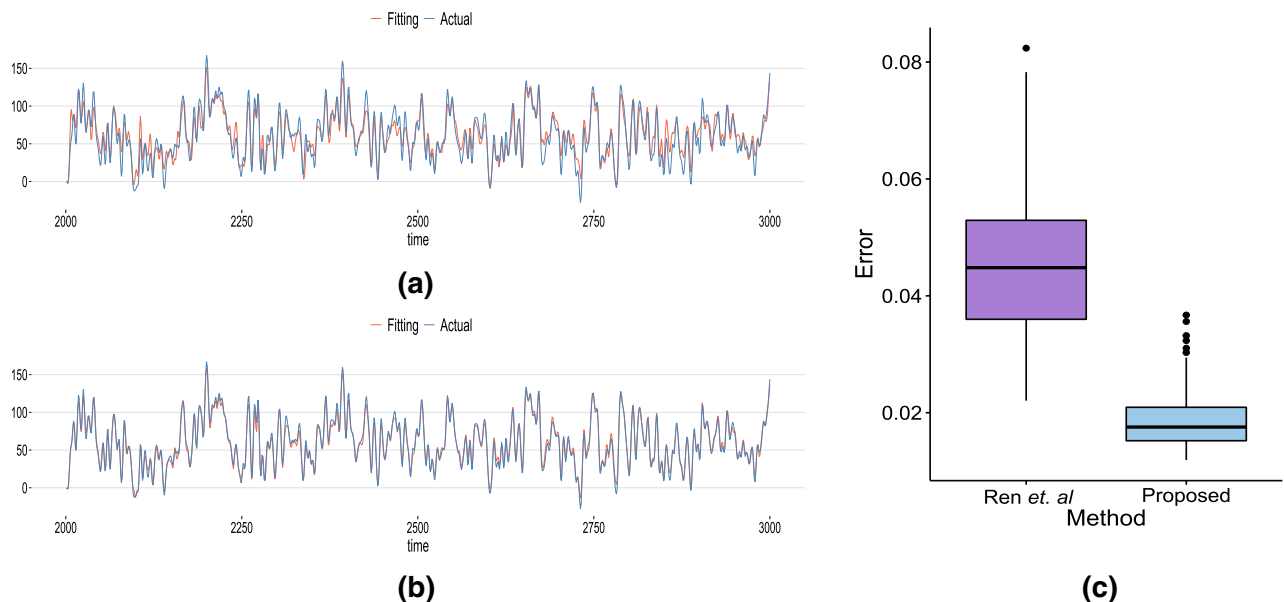 Fitting Actual
150
100
50
0
2000 2250 2500 2750 3000
time
(a)
Fitting Actual
150
100
50
0
2000 2250 2500 2750 3000
time
(b)
Error
0.08
0.06
0.04
0.02
Ren et. al Proposed
Method
(c)